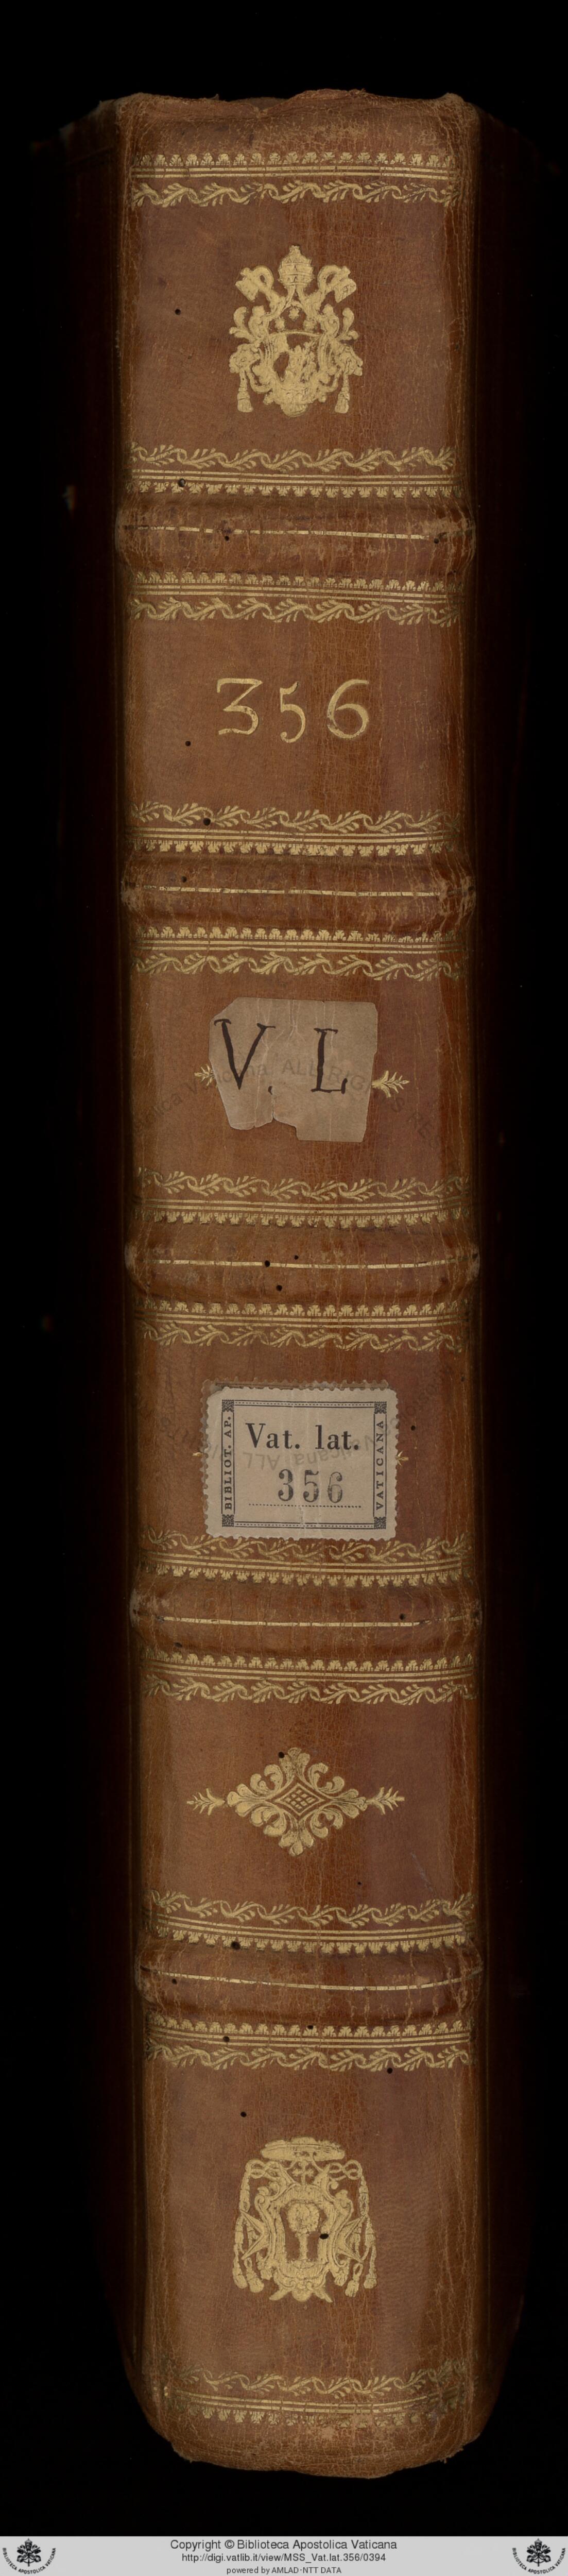 356
V. L
BIBLIOT. AP.
Vat. lat.
VATICANA
356
Copyright © Biblioteca Apostolica Vaticana
http://digi.vatlib.it/view/MSS_Vat.lat.356/0394
powered by AMLAD-NTT DATA